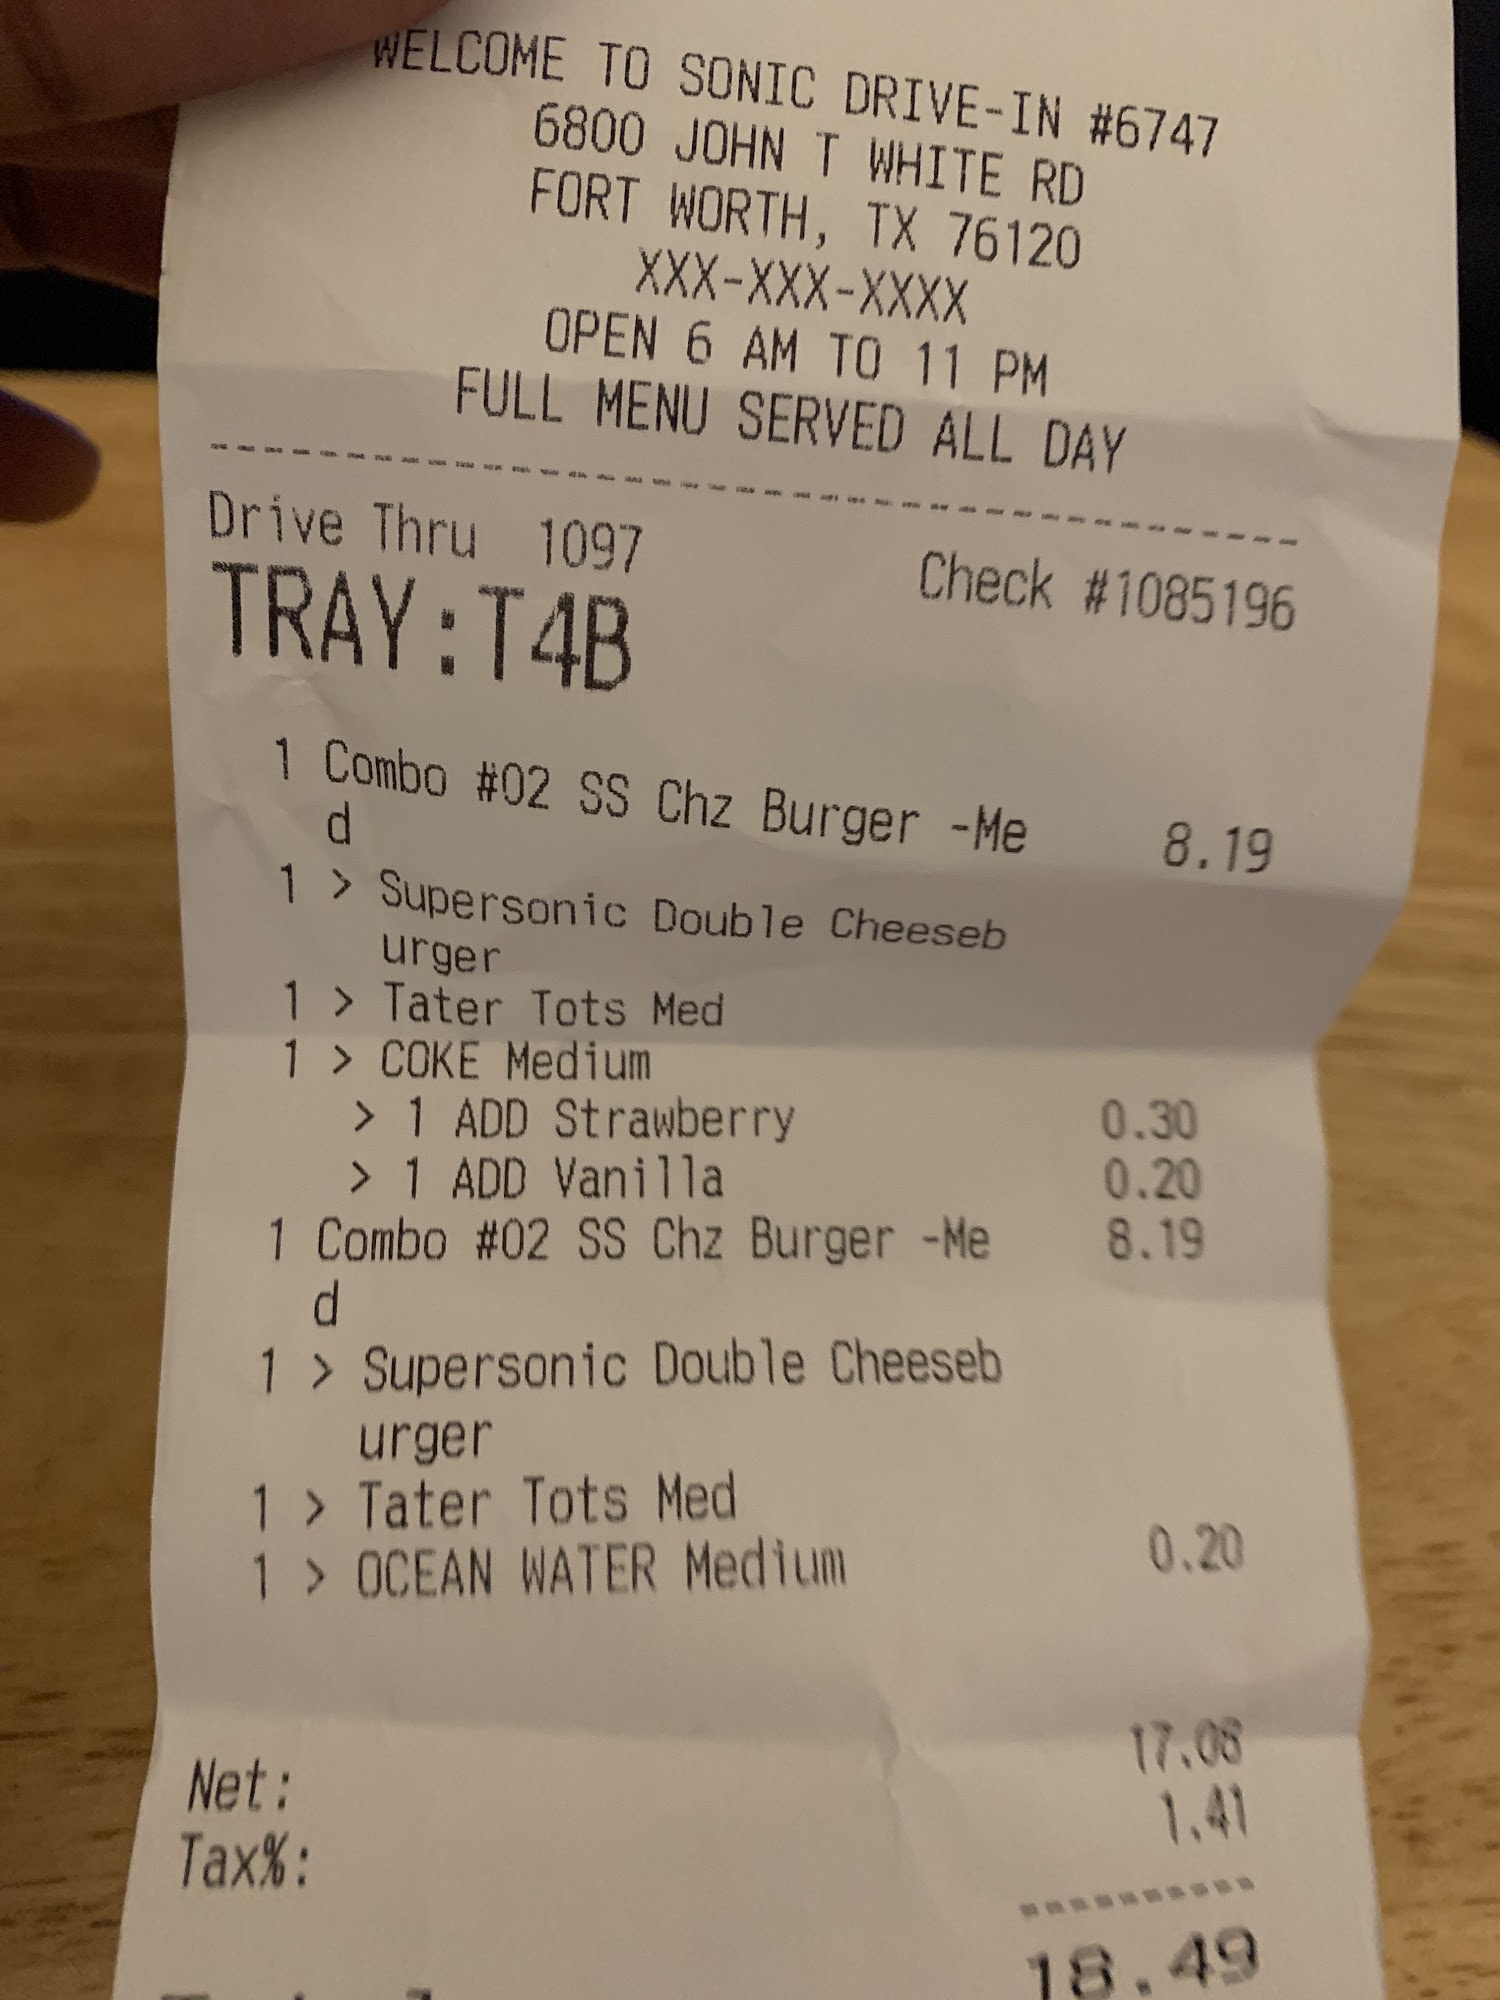 WELCOME TO SONIC DRIVE-IN #6747
6800 JOHN T WHITE RD
FORT WORTH, TX 76120
XXX-XXX-XXXX
OPEN 6 AM TO 11 PM
FULL MENU SERVED ALL DAY
--------------------------------
Drive Thru 1097 Check #1085196
TRAY:T4B
1 Combo #02 SS Chz Burger -Me 8.19
d
1 > Supersonic Double Cheeseb
urger
1 > Tater Tots Med
1 > COKE Medium
> 1 ADD Strawberry 0.30
> 1 ADD Vanilla 0.20
1 Combo #02 SS Chz Burger -Me 8.19
d
1 > Supersonic Double Cheeseb
urger
1 > Tater Tots Med
1 > OCEAN WATER Medium 0.20
Net: 17.08
Tax%: 1.41
----------
18.49